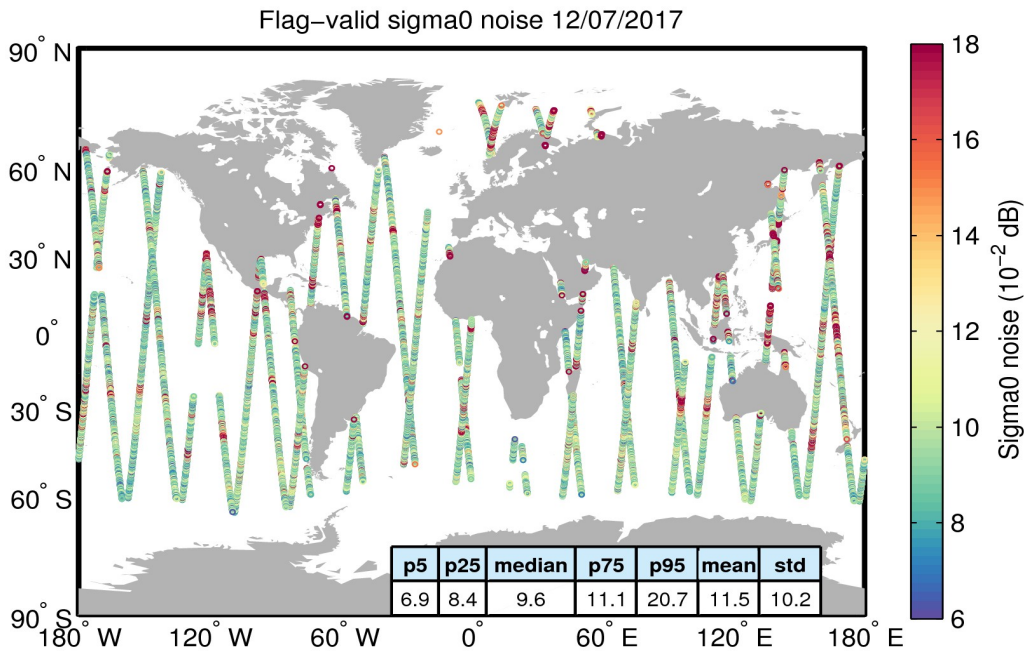 Flag−valid sigma0 noise 12/07/2017
90° N
60° N
30° N
0°
30° S
60° S
90° S
180° W
120° W
60° W
0°
60° E
120° E
180° E
p5 p25 median p75 p95 mean std
6.9 8.4 9.6 11.1 20.7 11.5 10.2
18
16
14
12
10
8
6
Sigma0 noise (10⁻² dB)